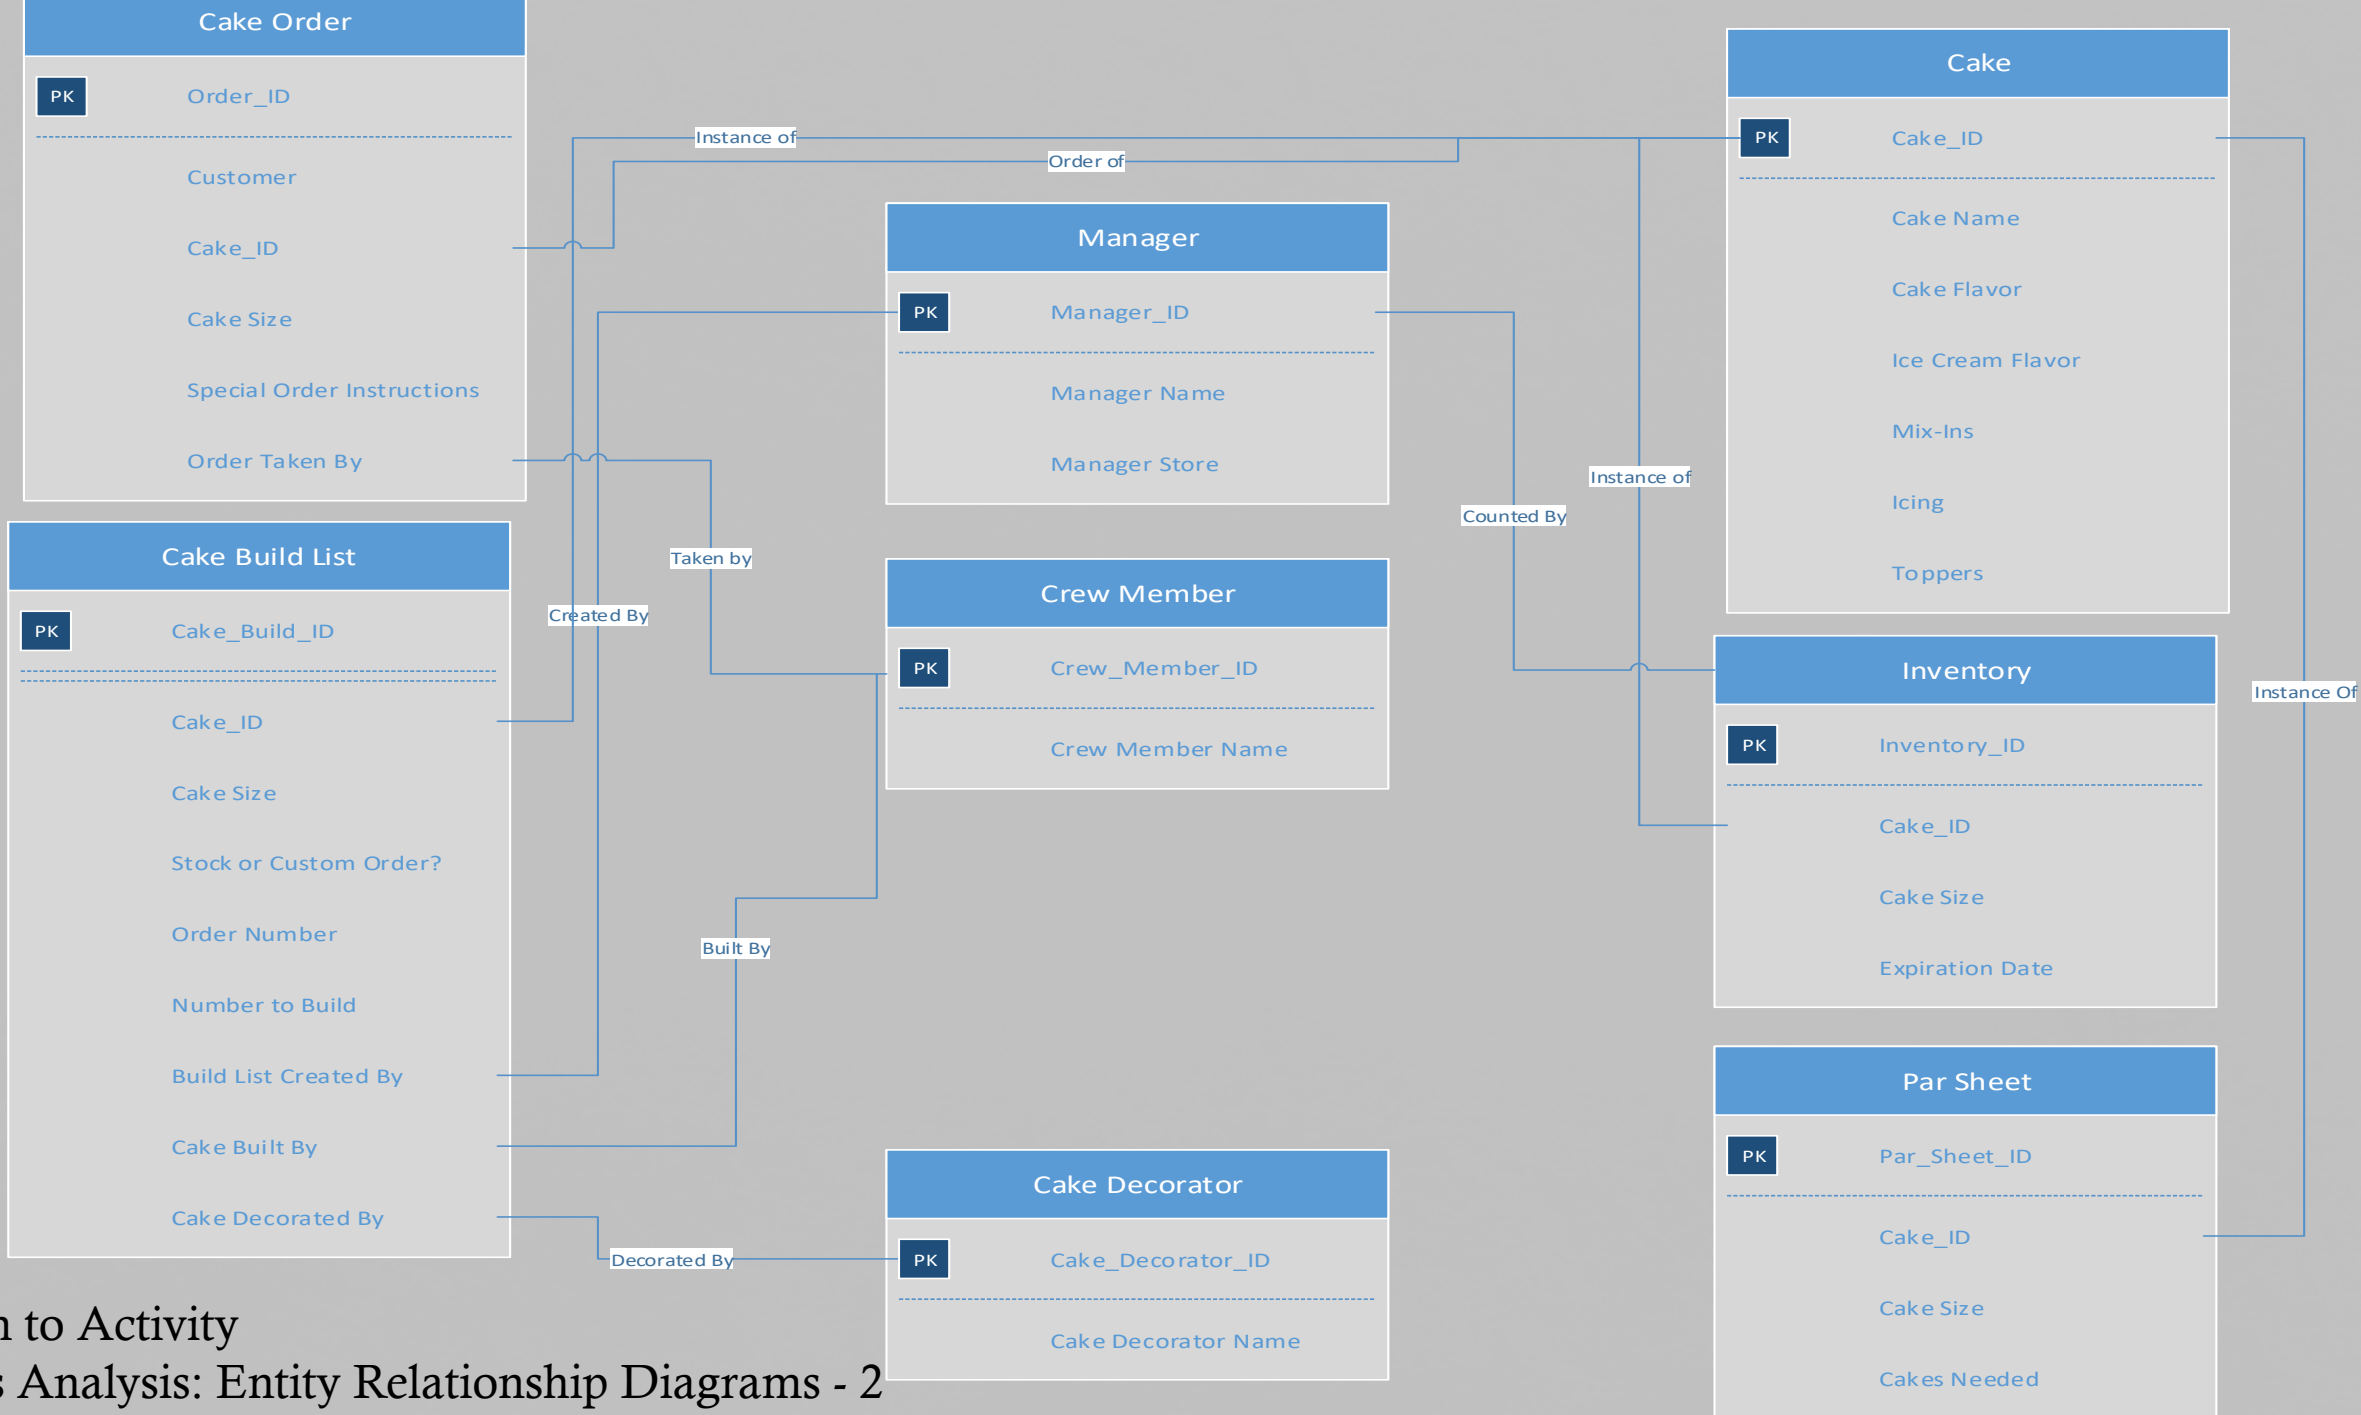 Cake Order
PK Order_ID
Customer
Cake_ID
Cake Size
Special Order Instructions
Order Taken By
Cake Build List
PK Cake_Build_ID
Cake_ID
Cake Size
Stock or Custom Order?
Order Number
Number to Build
Build List Created By
Cake Built By
Cake Decorated By
Instance of
Order of
Created By
Taken by
Built By
Decorated By
Manager
PK Manager_ID
Manager Name
Manager Store
Crew Member
PK Crew_Member_ID
Crew Member Name
Cake Decorator
PK Cake_Decorator_ID
Cake Decorator Name
Counted By
Instance of
Cake
PK Cake_ID
Cake Name
Cake Flavor
Ice Cream Flavor
Mix-Ins
Icing
Toppers
Inventory
PK Inventory_ID
Cake_ID
Cake Size
Expiration Date
Instance Of
Par Sheet
PK Par_Sheet_ID
Cake_ID
Cake Size
Cakes Needed
to Activity
Analysis: Entity Relationship Diagrams - 2